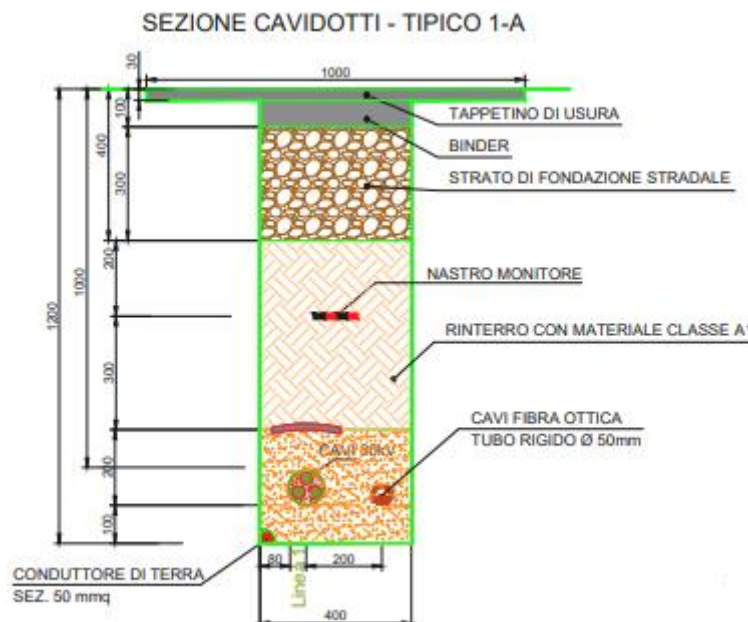 SEZIONE CAVIDOTTI - TIPICO 1-A
30
1000
100
TAPPETINO DI USURA
400
BINDER
300
STRATO DI FONDAZIONE STRADALE
200
1000
NASTRO MONITORE
1200
RINTERRO CON MATERIALE CLASSE A1
300
CAVI FIBRA OTTICA
TUBO RIGIDO Ø 50mm
CAVI 30kV
200
100
80
200
Linea 1
CONDUTTORE DI TERRA
SEZ. 50 mmq
400